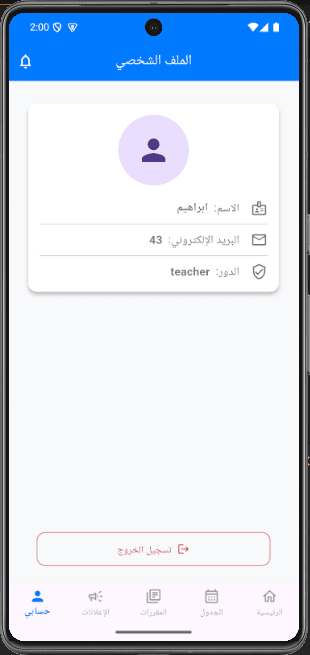 2:00
الملف الشخصي
الاسم: ابراهيم
البريد الإلكتروني: 43
الدور: teacher
تسجيل الخروج
الرئيسية
الجدول
المقررات
الإعلانات
حسابي